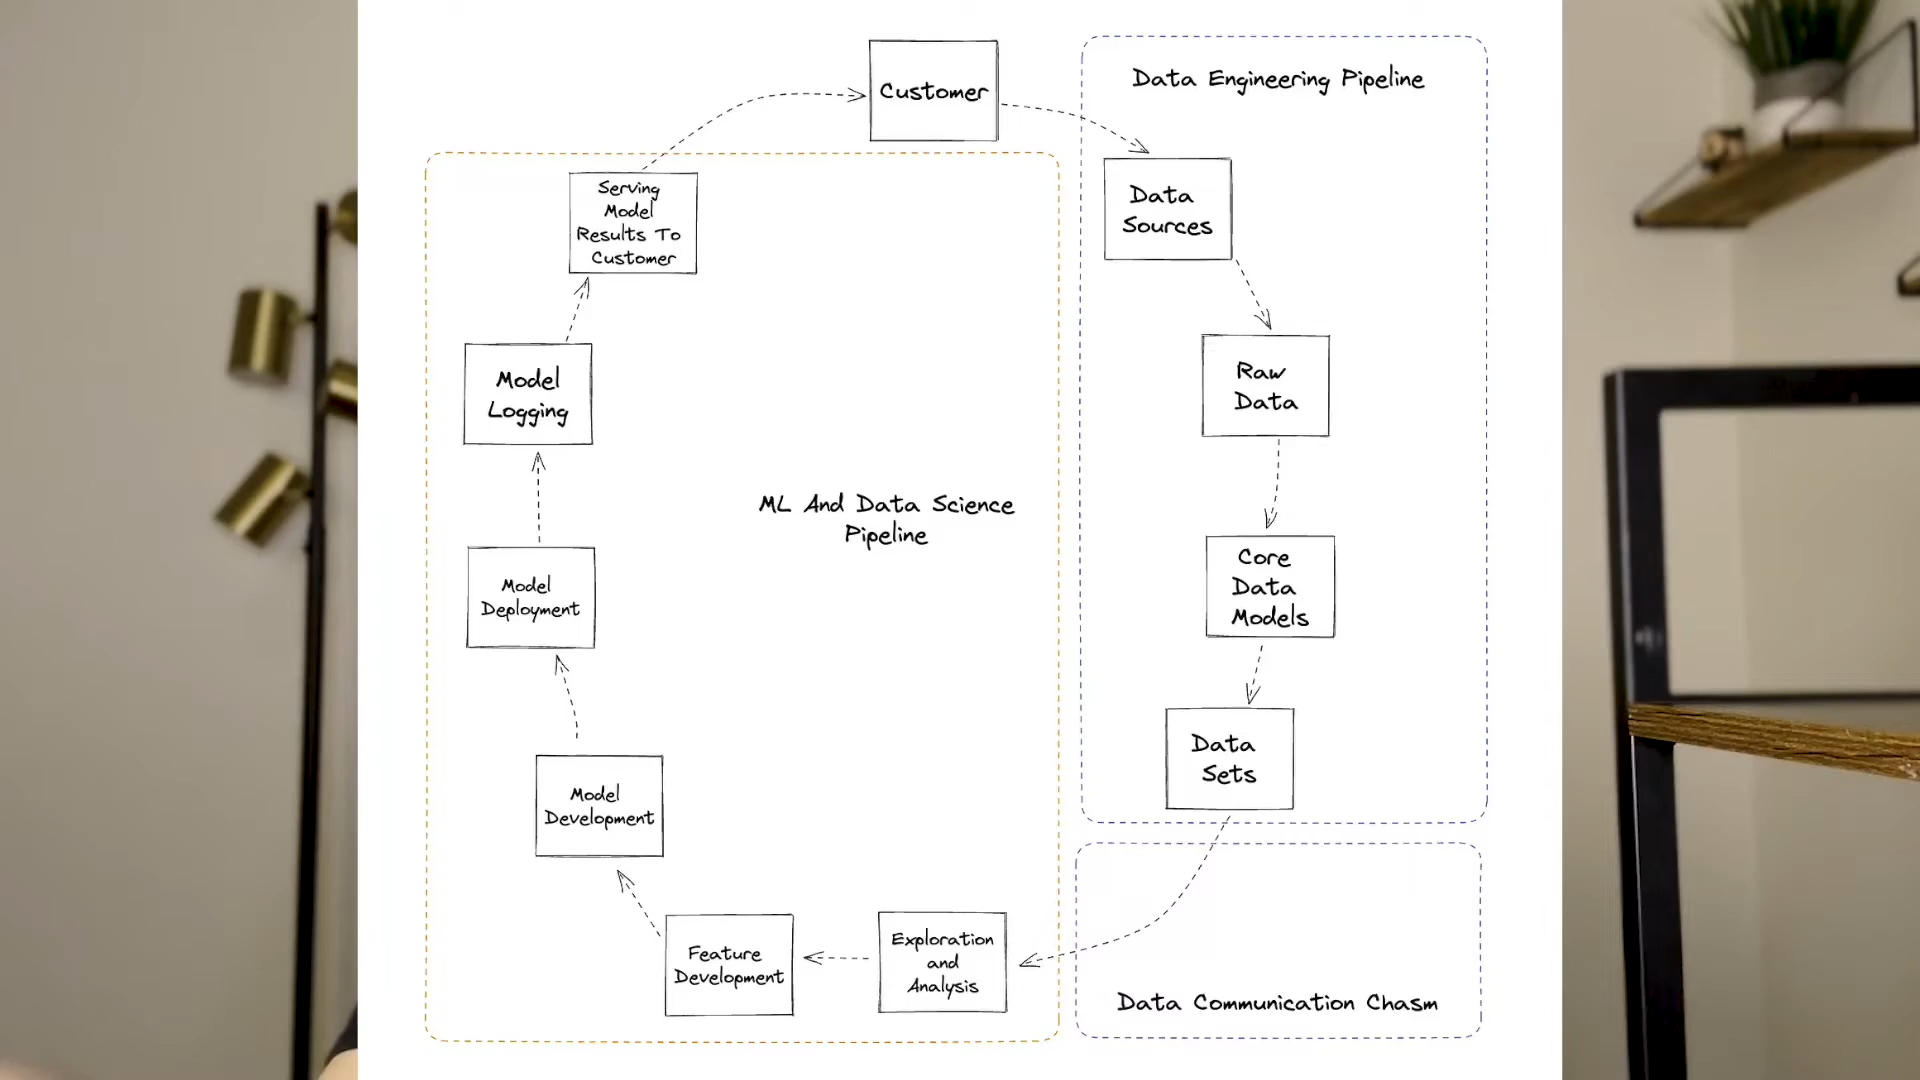 Customer
Data Engineering Pipeline
Data
Sources
Raw
Data
Core
Data
Models
Data
Sets
Data Communication Chasm
Exploration
and
Analysis
Feature
Development
Model
Development
Model
Deployment
Model
Logging
Serving
Model
Results To
Customer
ML And Data Science
Pipeline